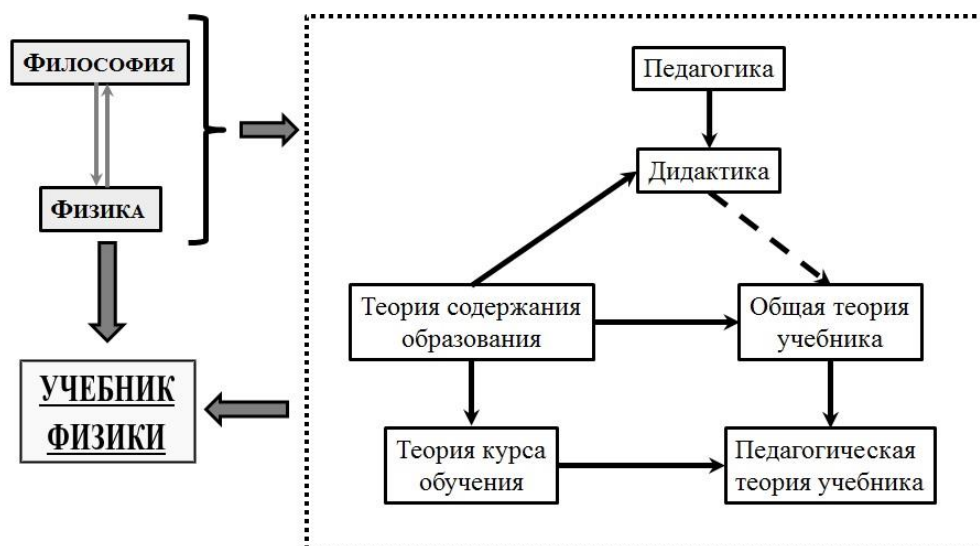 ФИЛОСОФИЯ
ФИЗИКА
УЧЕБНИК
ФИЗИКИ
Педагогика
Дидактика
Теория содержания
образования
Общая теория
учебника
Теория курса
обучения
Педагогическая
теория учебника